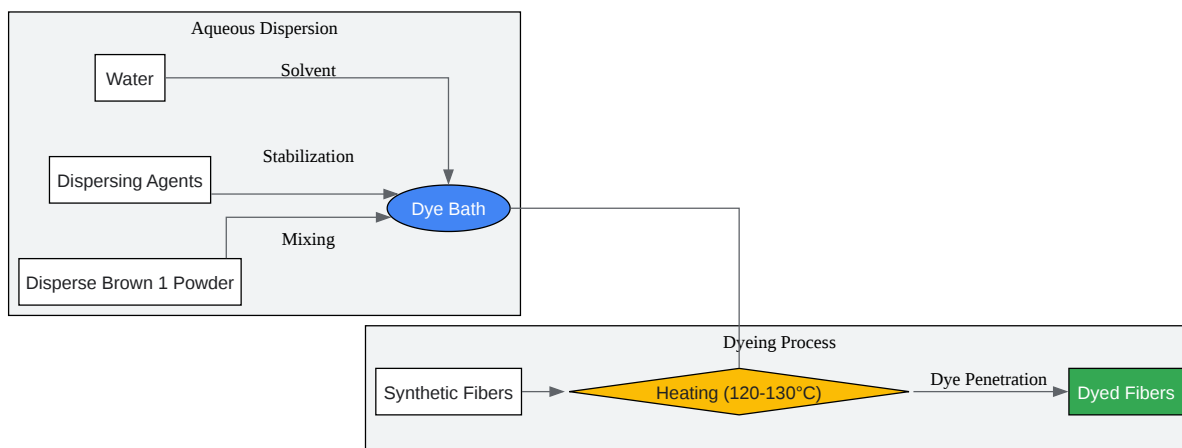 Aqueous Dispersion
Water
Solvent
Stabilization
Dispersing Agents
Dye Bath
Mixing
Disperse Brown 1 Powder
Dyeing Process
Synthetic Fibers
Heating (120-130°C)
Dye Penetration
Dyed Fibers